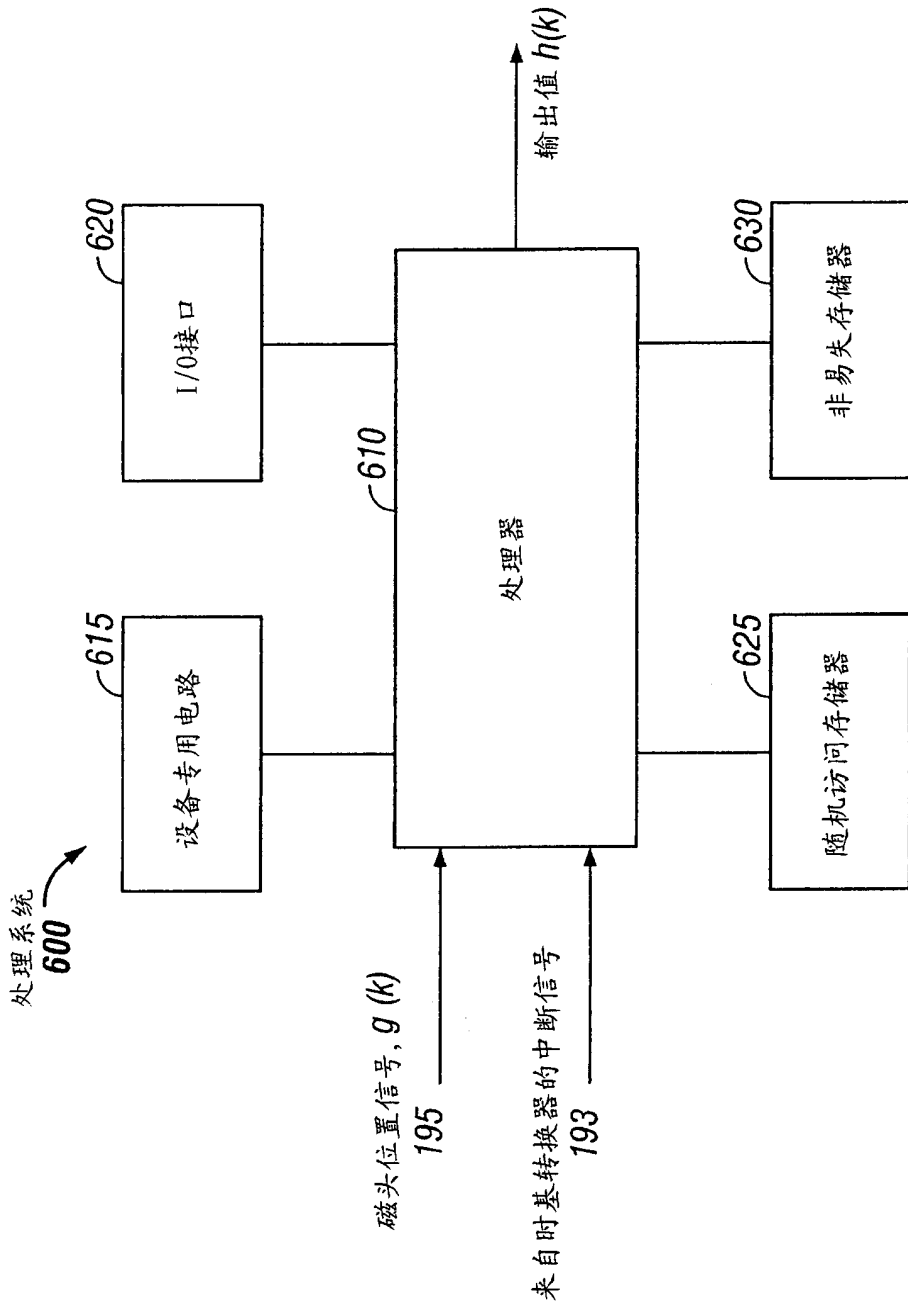 处理系统
600
设备专用电路
615
I/O接口
620
磁头位置信号, g (k)
195
来自时基转换器的中断信号
193
处理器
610
输出值 h(k)
随机访问存储器
625
非易失存储器
630